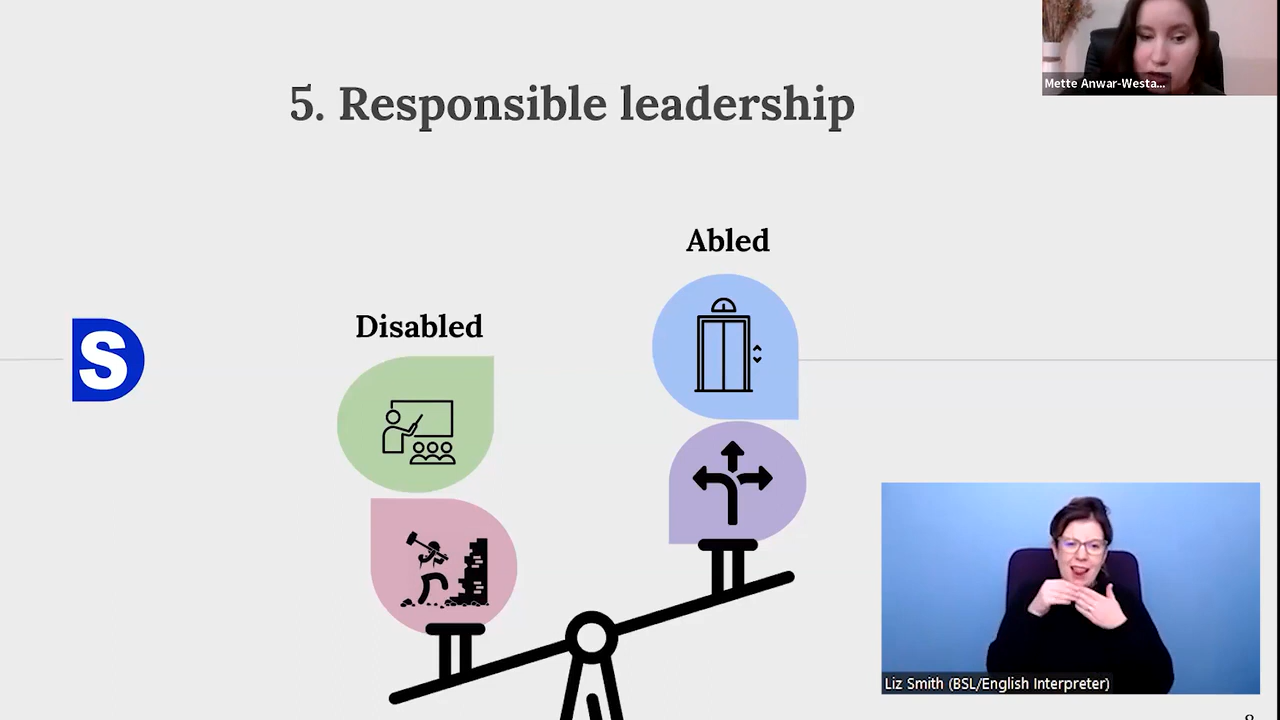 Mette Anwar-Westa...
5. Responsible leadership
Abled
Disabled
S
Liz Smith (BSL/English Interpreter)